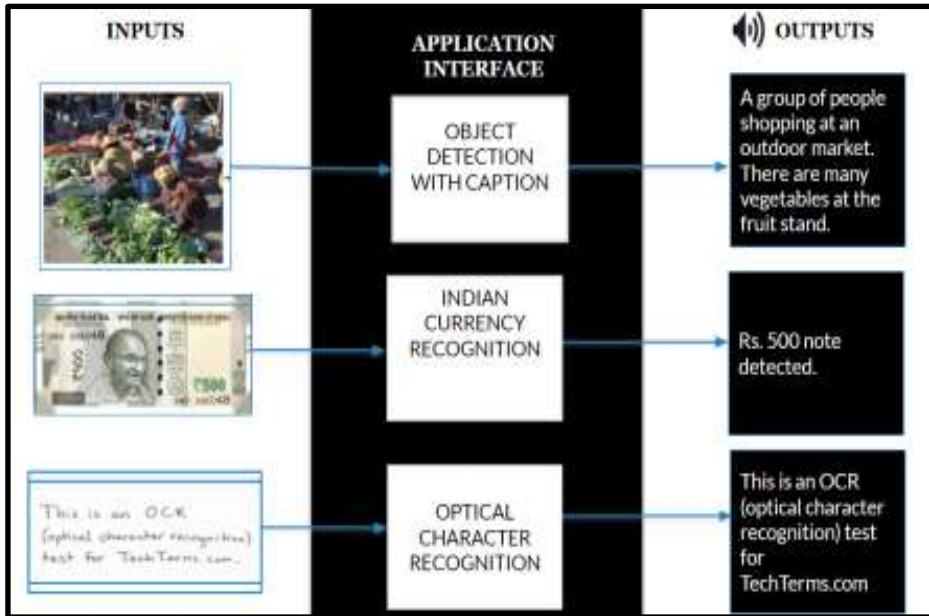 INPUTS
APPLICATION
INTERFACE
OUTPUTS
OBJECT
DETECTION
WITH CAPTION
A group of people
shopping at an
outdoor market.
There are many
vegetables at the
fruit stand.
₹500
₹500
INDIAN
CURRENCY
RECOGNITION
Rs. 500 note
detected.
This is an OCR
(optical character recognition)
test for TechTerms.com.
OPTICAL
CHARACTER
RECOGNITION
This is an OCR
(optical character
recognition) test
for
TechTerms.com